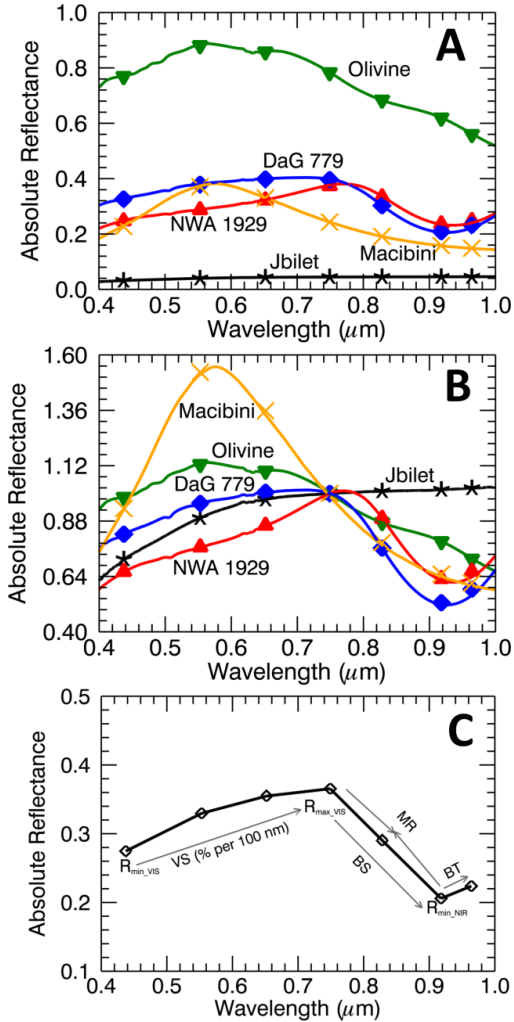 1.0
0.8
0.6
0.4
0.2
0.0
Absolute Reflectance
A
Olivine
DaG 779
NWA 1929
Macibini
Jbilet
0.4 0.5 0.6 0.7 0.8 0.9 1.0
Wavelength (μm)
1.60
1.36
1.12
0.88
0.64
0.40
Absolute Reflectance
B
Macibini
Olivine
DaG 779
Jbilet
NWA 1929
0.4 0.5 0.6 0.7 0.8 0.9 1.0
Wavelength (μm)
0.5
0.4
0.3
0.2
0.1
Absolute Reflectance
C
Rmin_VIS
VS (% per 100 nm)
Rmax_VIS
MR
BS
BT
Rmin_NIR
0.4 0.5 0.6 0.7 0.8 0.9 1.0
Wavelength (μm)